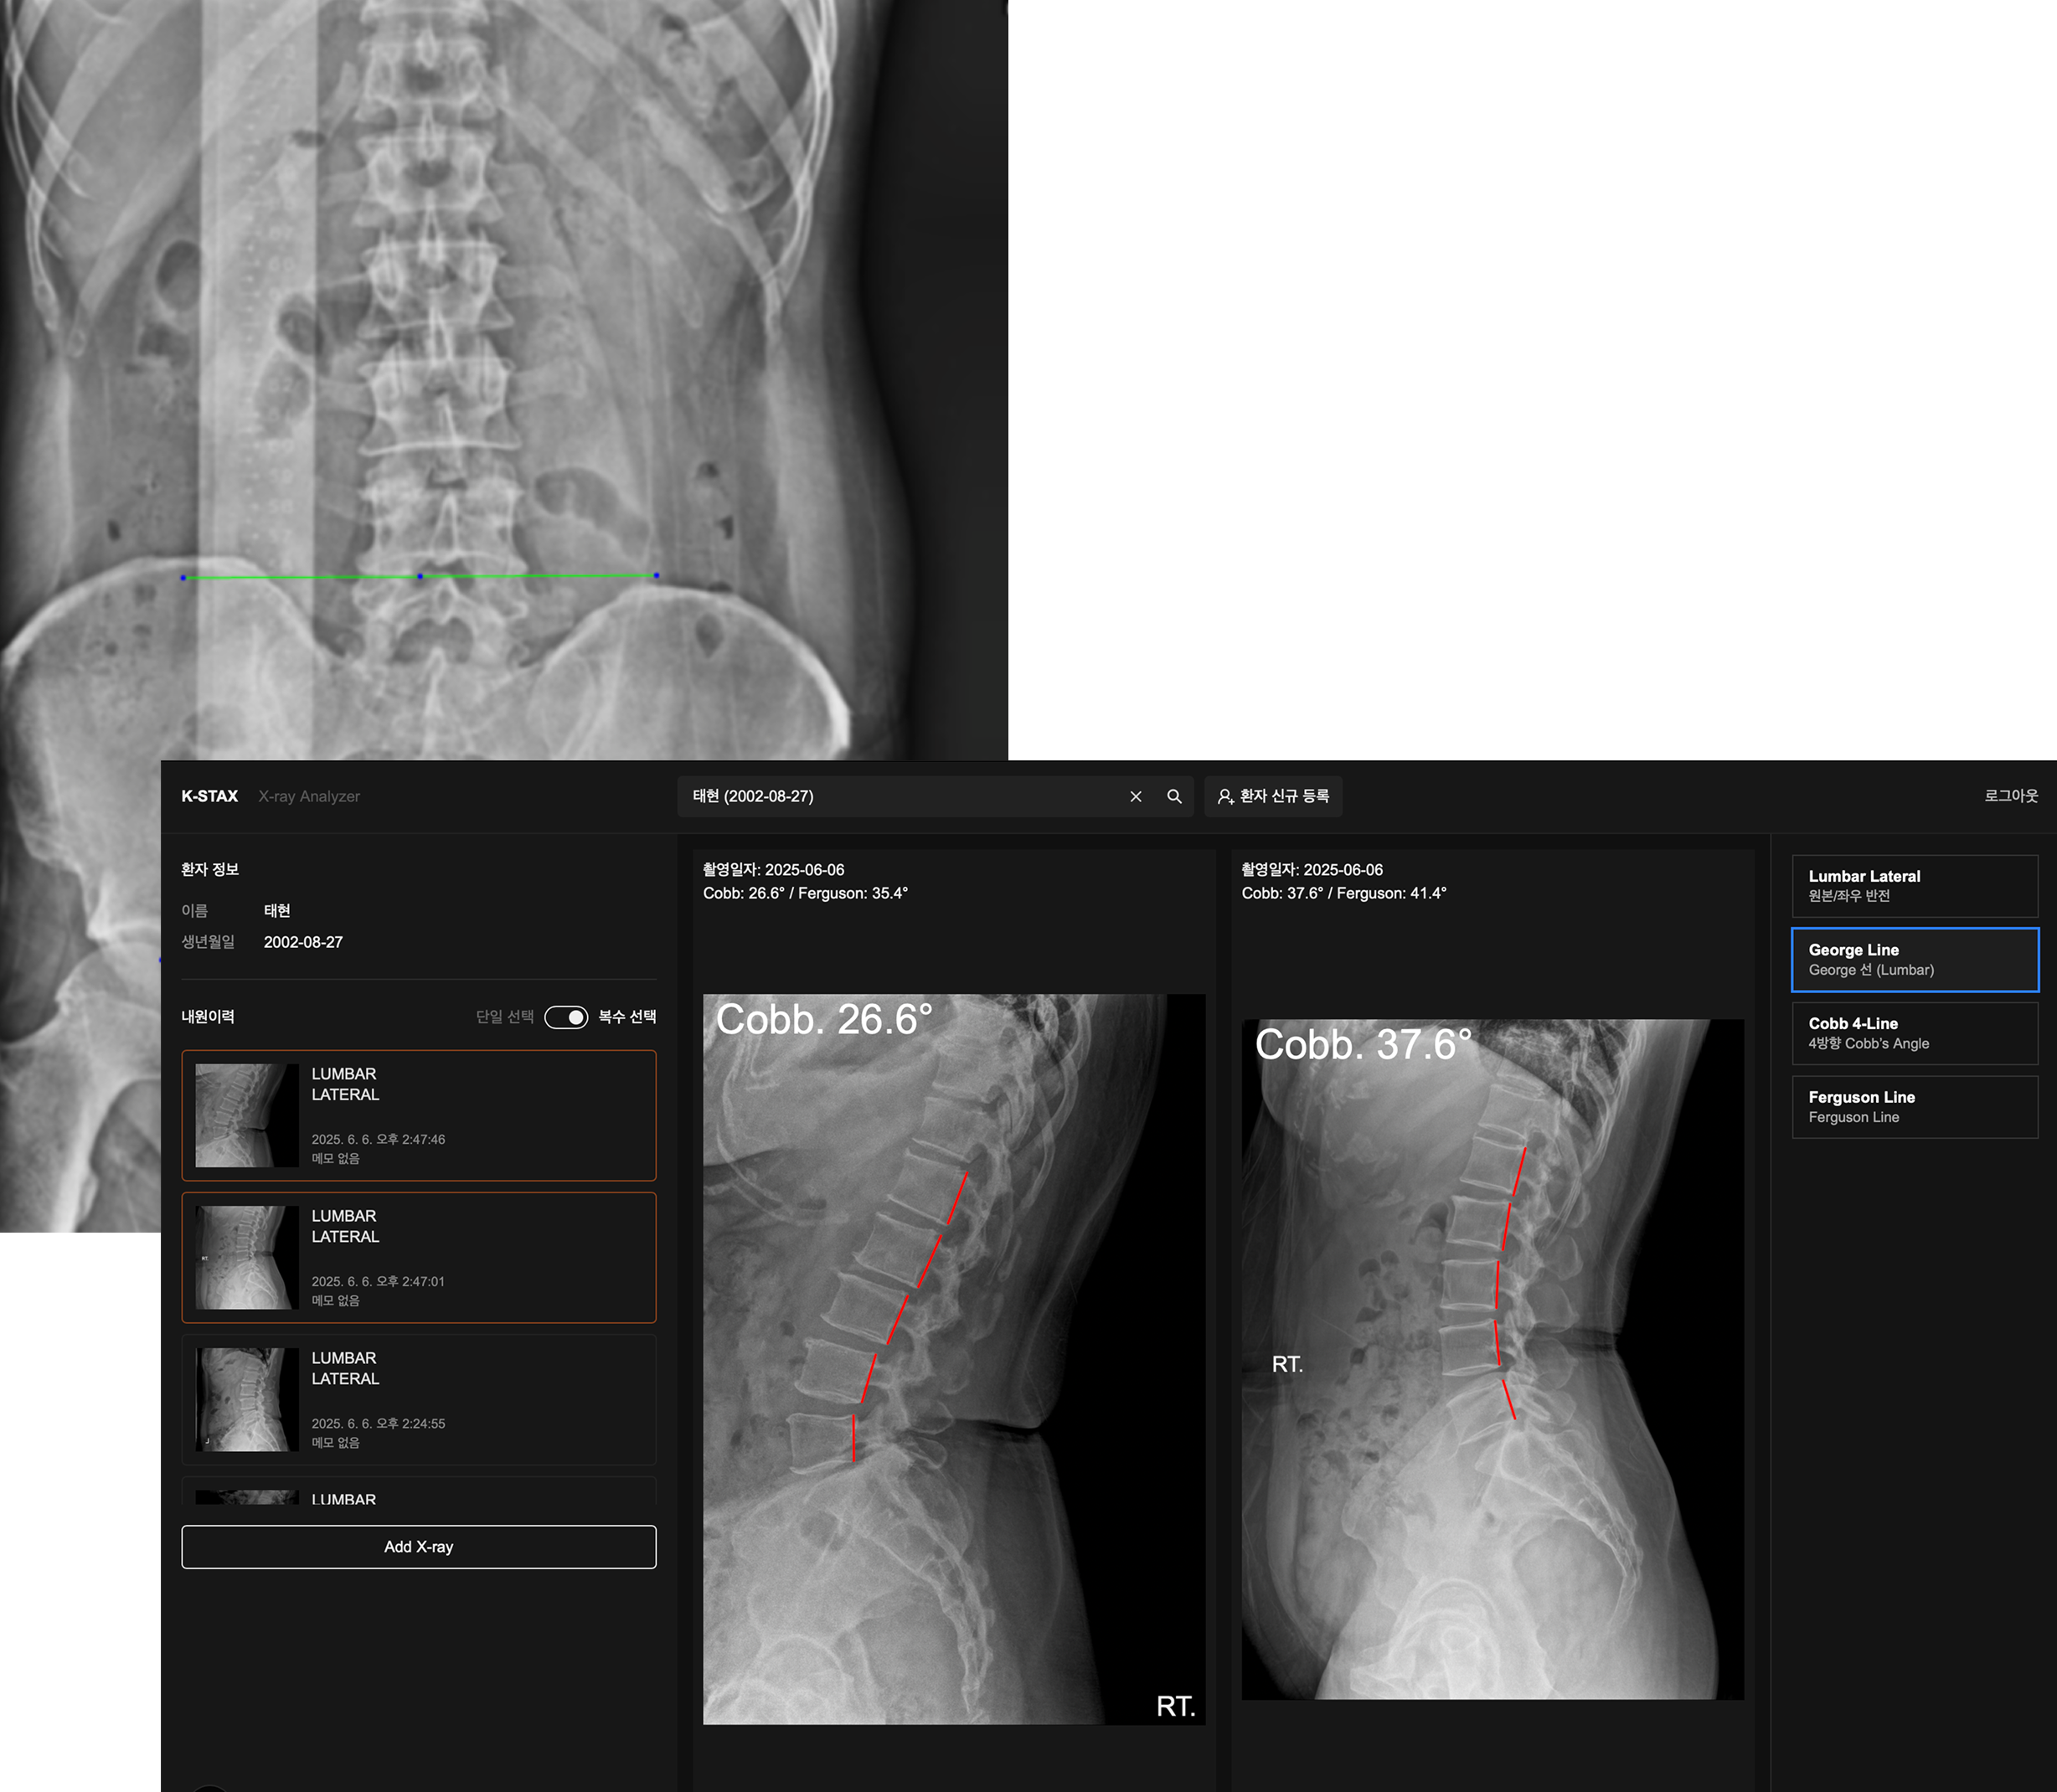 K-STAX X-ray Analyzer
태현 (2002-08-27)
환자 신규 등록
로그아웃
환자 정보
이름 태현
생년월일 2002-08-27
내원이력
단일 선택 복수 선택
LUMBAR
LATERAL
2025. 6. 6. 오후 2:47:46
메모 없음
LUMBAR
LATERAL
2025. 6. 6. 오후 2:47:01
메모 없음
LUMBAR
LATERAL
2025. 6. 6. 오후 2:24:55
메모 없음
LUMBAR
Add X-ray
촬영일자: 2025-06-06
Cobb: 26.6° / Ferguson: 35.4°
Cobb. 26.6°
RT.
촬영일자: 2025-06-06
Cobb: 37.6° / Ferguson: 41.4°
Cobb. 37.6°
RT.
Lumbar Lateral
원본/좌우 반전
George Line
George 선 (Lumbar)
Cobb 4-Line
4방향 Cobb's Angle
Ferguson Line
Ferguson Line